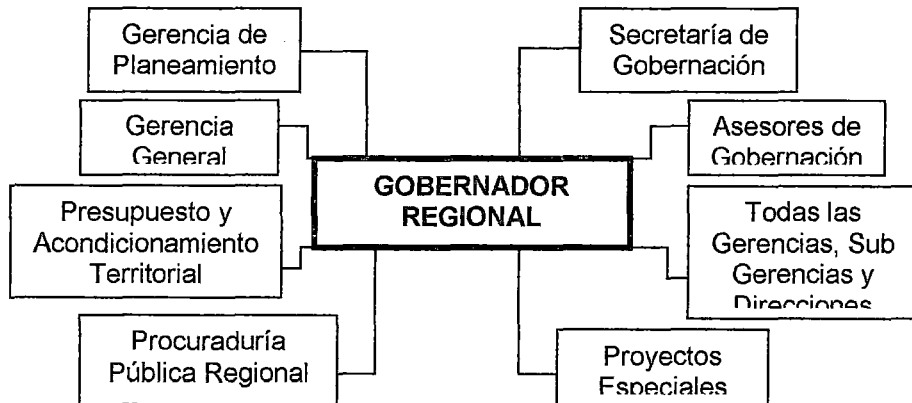 Gerencia de
Planeamiento
Secretaría de
Gobernación
Gerencia
General
Asesores de
Gobernación
GOBERNADOR
REGIONAL
Presupuesto y
Acondicionamiento
Territorial
Todas las
Gerencias, Sub
Gerencias y
Direcciones
Procuraduría
Pública Regional
Proyectos
Especiales